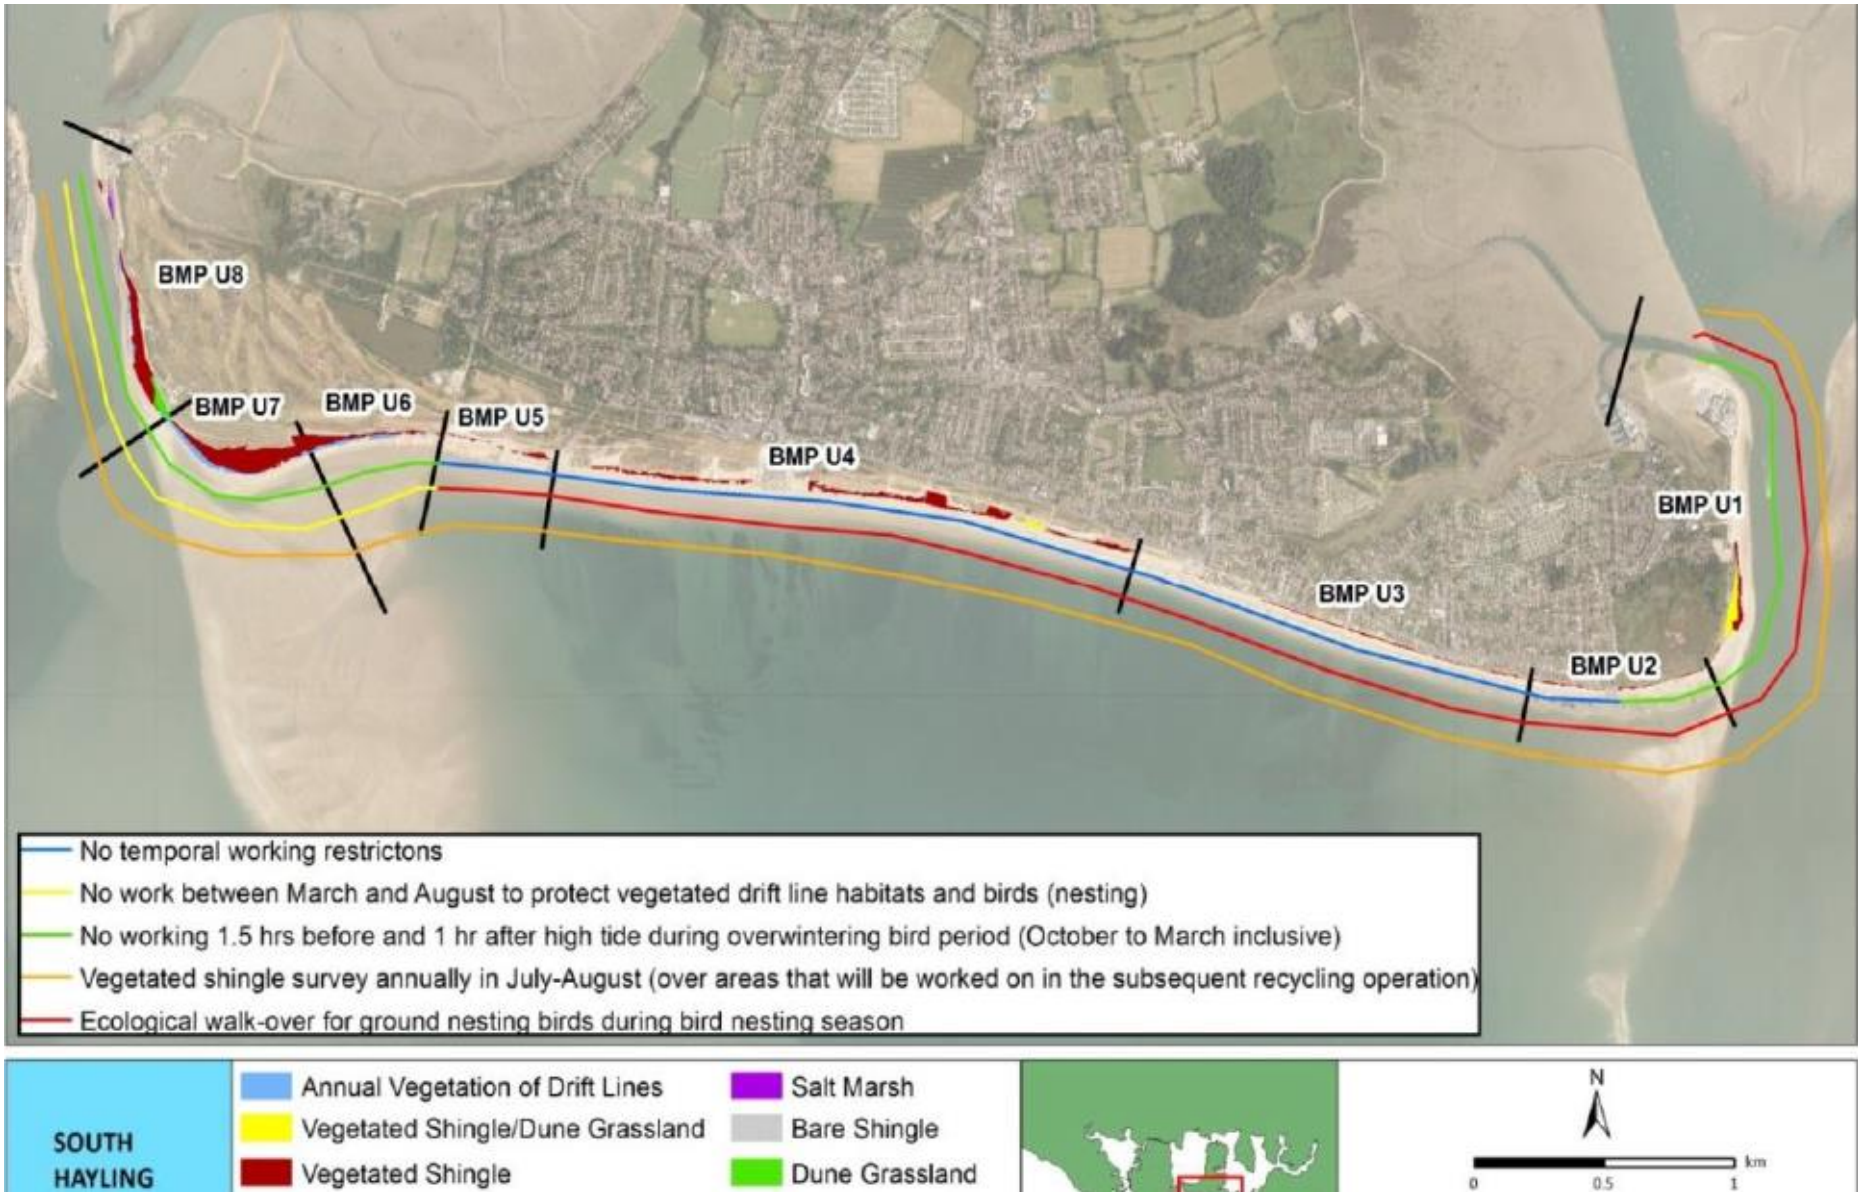 BMP U8
BMP U7
BMP U6
BMP U5
BMP U4
BMP U3
BMP U2
BMP U1
No temporal working restrictons
No work between March and August to protect vegetated drift line habitats and birds (nesting)
No working 1.5 hrs before and 1 hr after high tide during overwintering bird period (October to March inclusive)
Vegetated shingle survey annually in July-August (over areas that will be worked on in the subsequent recycling operation)
Ecological walk-over for ground nesting birds during bird nesting season
SOUTH
HAYLING
Annual Vegetation of Drift Lines
Vegetated Shingle/Dune Grassland
Vegetated Shingle
Salt Marsh
Bare Shingle
Dune Grassland
N
km
0 0.5 1